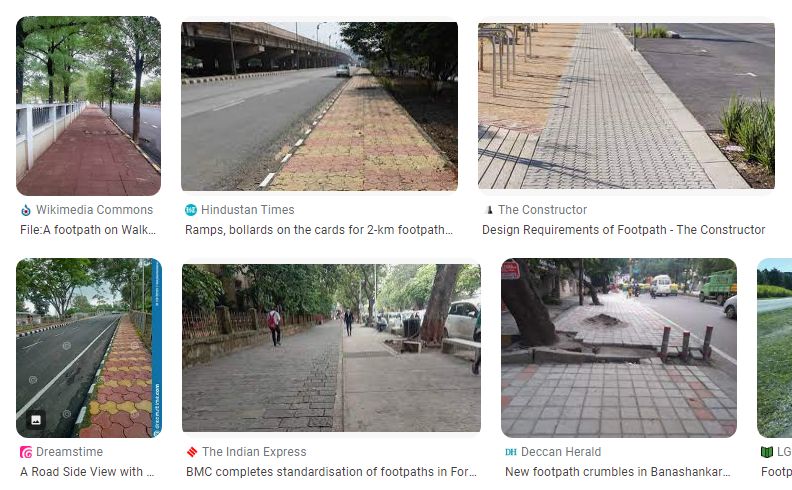 Wikimedia Commons
File:A footpath on Walk...
Hindustan Times
Ramps, bollards on the cards for 2-km footpath...
The Constructor
Design Requirements of Footpath - The Constructor
Dreamstime
A Road Side View with ...
The Indian Express
BMC completes standardisation of footpaths in For...
DH Deccan Herald
New footpath crumbles in Banashankar...
LG
Footp
dreamstime.com